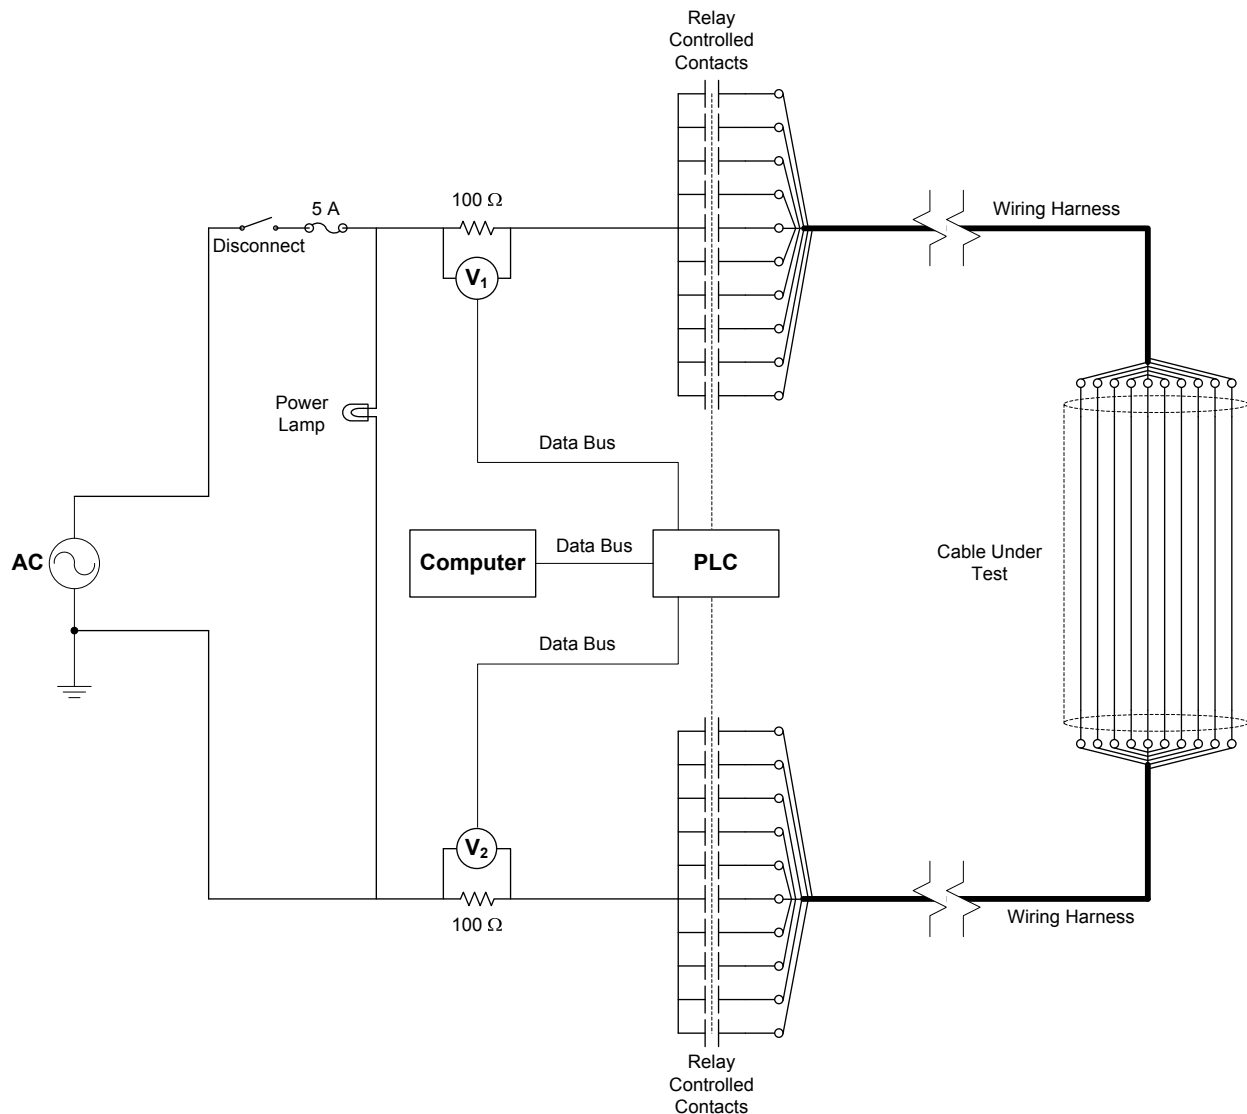 Relay
Controlled
Contacts
5 A
100 Ω
Wiring Harness
Disconnect
V1
Power
Lamp
Data Bus
AC
Computer
Data Bus
PLC
Cable Under
Test
Data Bus
V2
100 Ω
Wiring Harness
Relay
Controlled
Contacts